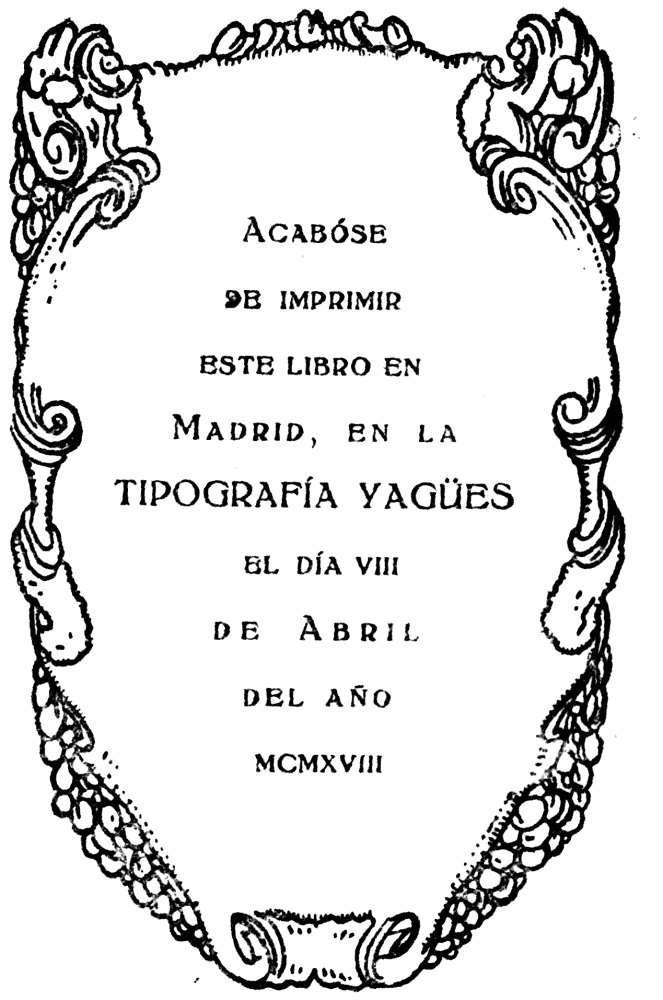 ACABÓSE
DE IMPRIMIR
ESTE LIBRO EN
MADRID, EN LA
TIPOGRAFÍA YAGÜES
EL DÍA VIII
DE ABRIL
DEL AÑO
MCMXVIII